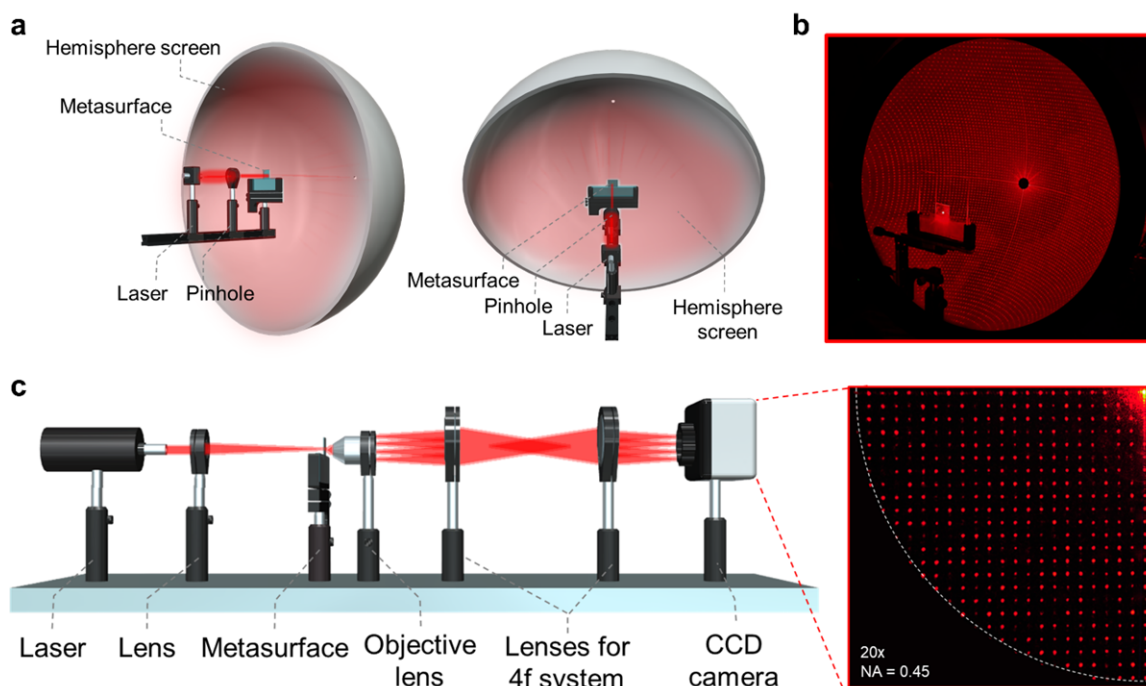 a
Hemisphere screen
Metasurface
Laser
Pinhole
Metasurface
Pinhole
Laser
Hemisphere
screen
b
c
Laser
Lens
Metasurface
Objective
lens
Lenses for
4f system
CCD
camera
20x
NA = 0.45